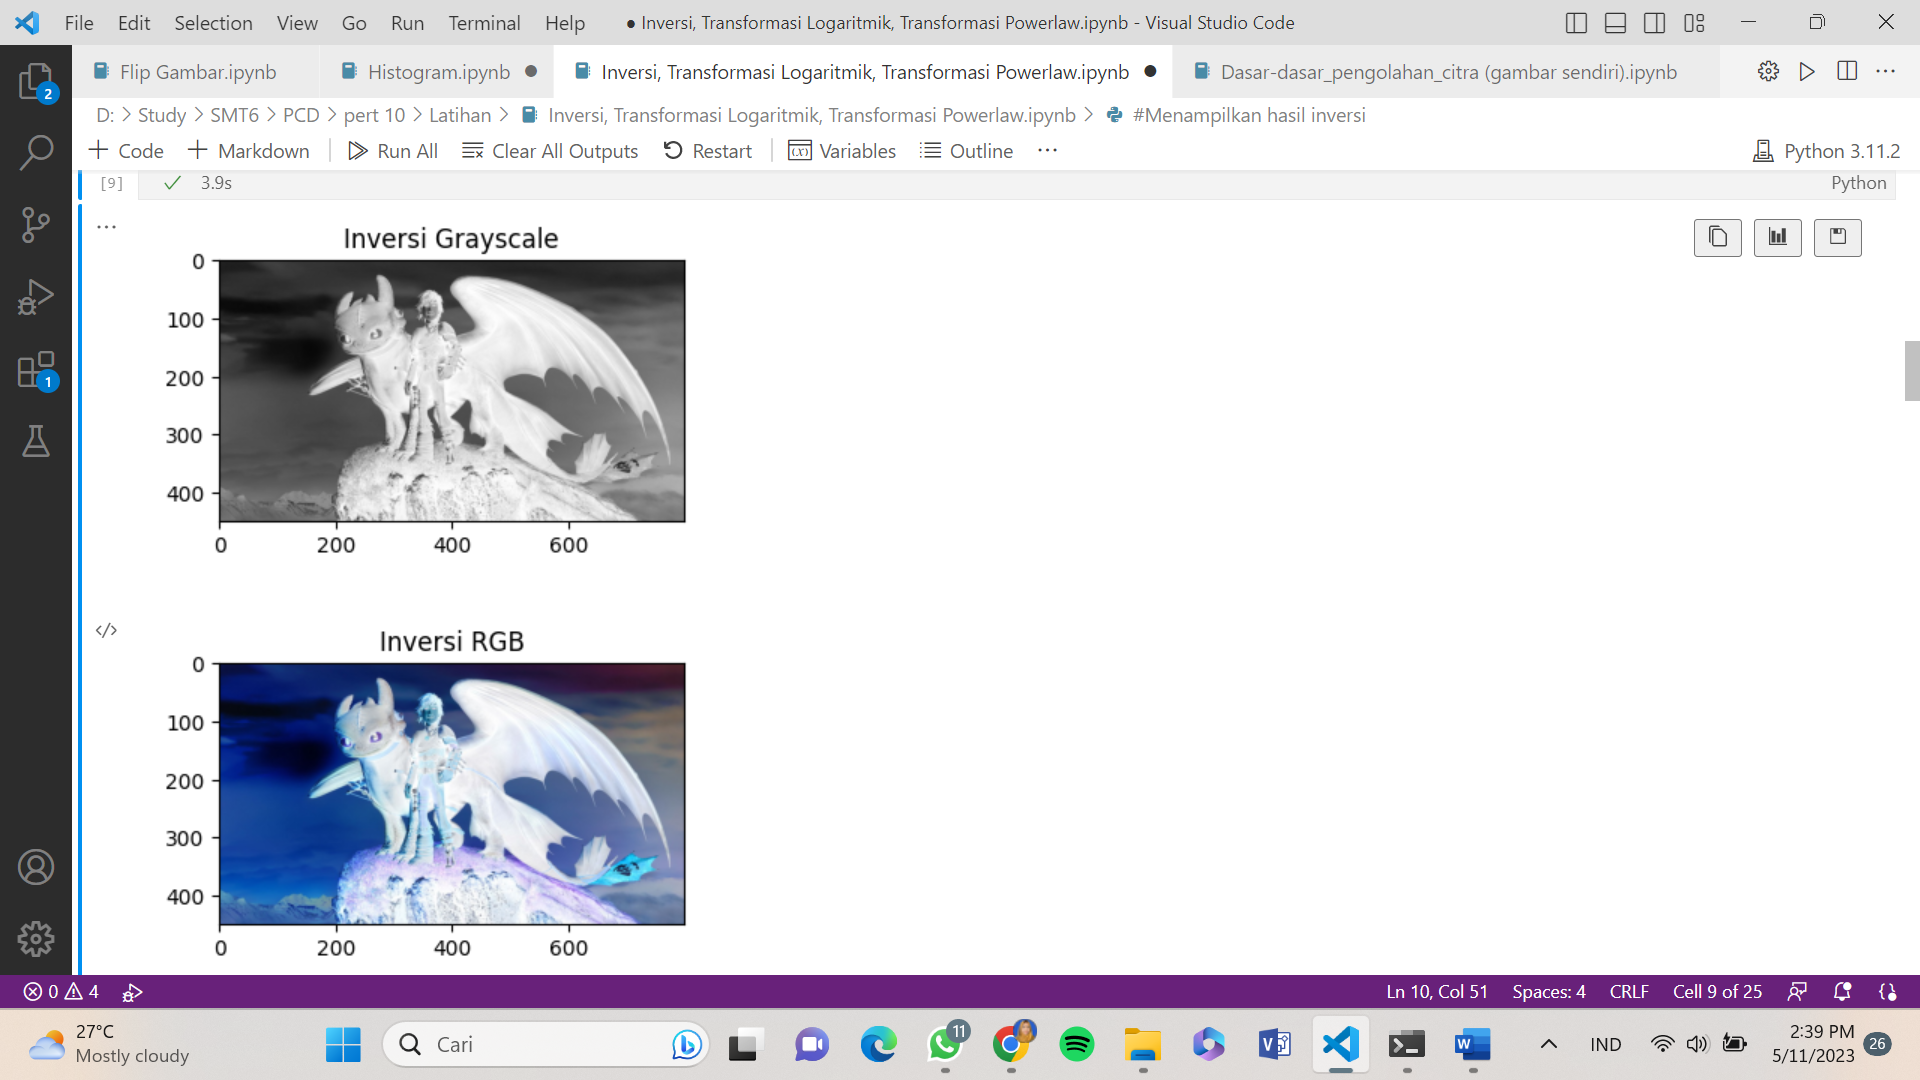 File Edit Selection View Go Run Terminal Help ● Inversi, Transformasi Logaritmik, Transformasi Powerlaw.ipynb - Visual Studio Code
Flip Gambar.ipynb Histogram.ipynb Inversi, Transformasi Logaritmik, Transformasi Powerlaw.ipynb Dasar-dasar_pengolahan_citra (gambar sendiri).ipynb
D: > Study > SMT6 > PCD > pert 10 > Latihan > Inversi, Transformasi Logaritmik, Transformasi Powerlaw.ipynb > #Menampilkan hasil inversi
+ Code + Markdown Run All Clear All Outputs Restart Variables Outline ... Python 3.11.2
[9] ✓ 3.9s Python
Inversi Grayscale
0
100
200
300
400
0 200 400 600
Inversi RGB
0
100
200
300
400
0 200 400 600
2
1
0 4 Ln 10, Col 51 Spaces: 4 CRLF Cell 9 of 25
27°C
Mostly cloudy
Cari
11
IND
2:39 PM
5/11/2023
26